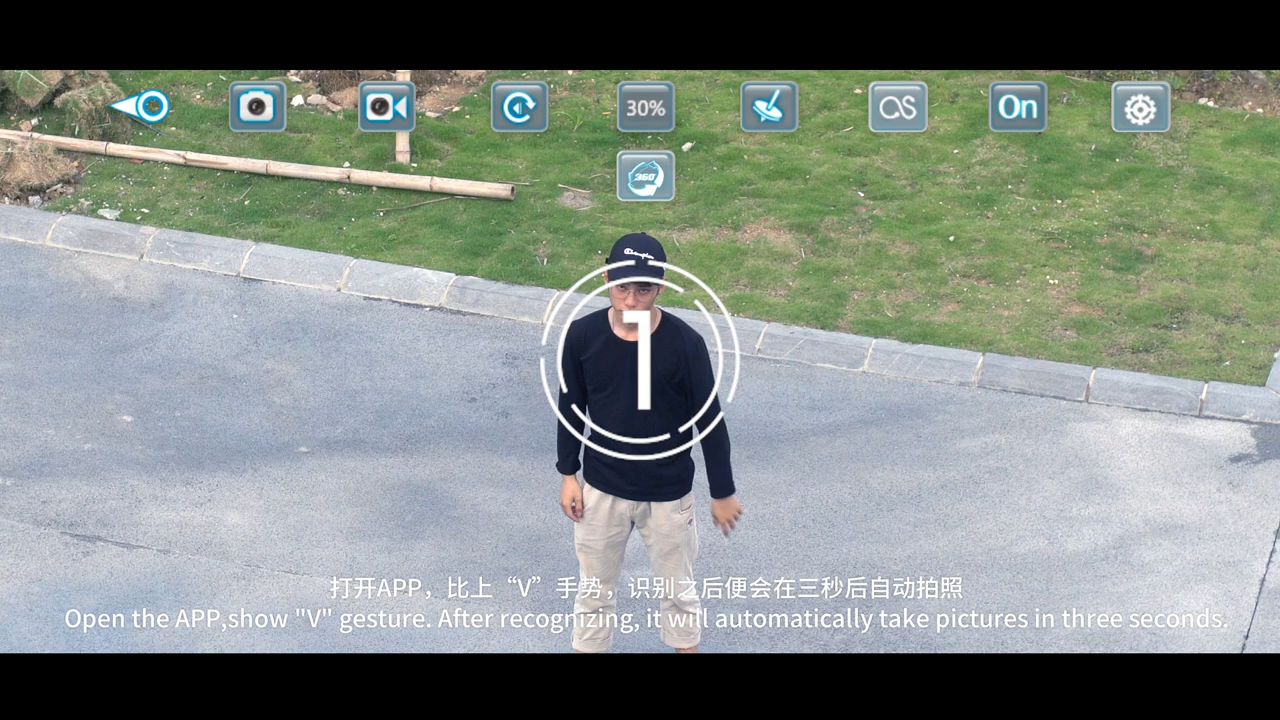 30%
On
360°
Champion
1
打开APP，比上“V”手势，识别之后便会在三秒后自动拍照
Open the APP,show "V" gesture. After recognizing, it will automatically take pictures in three seconds.